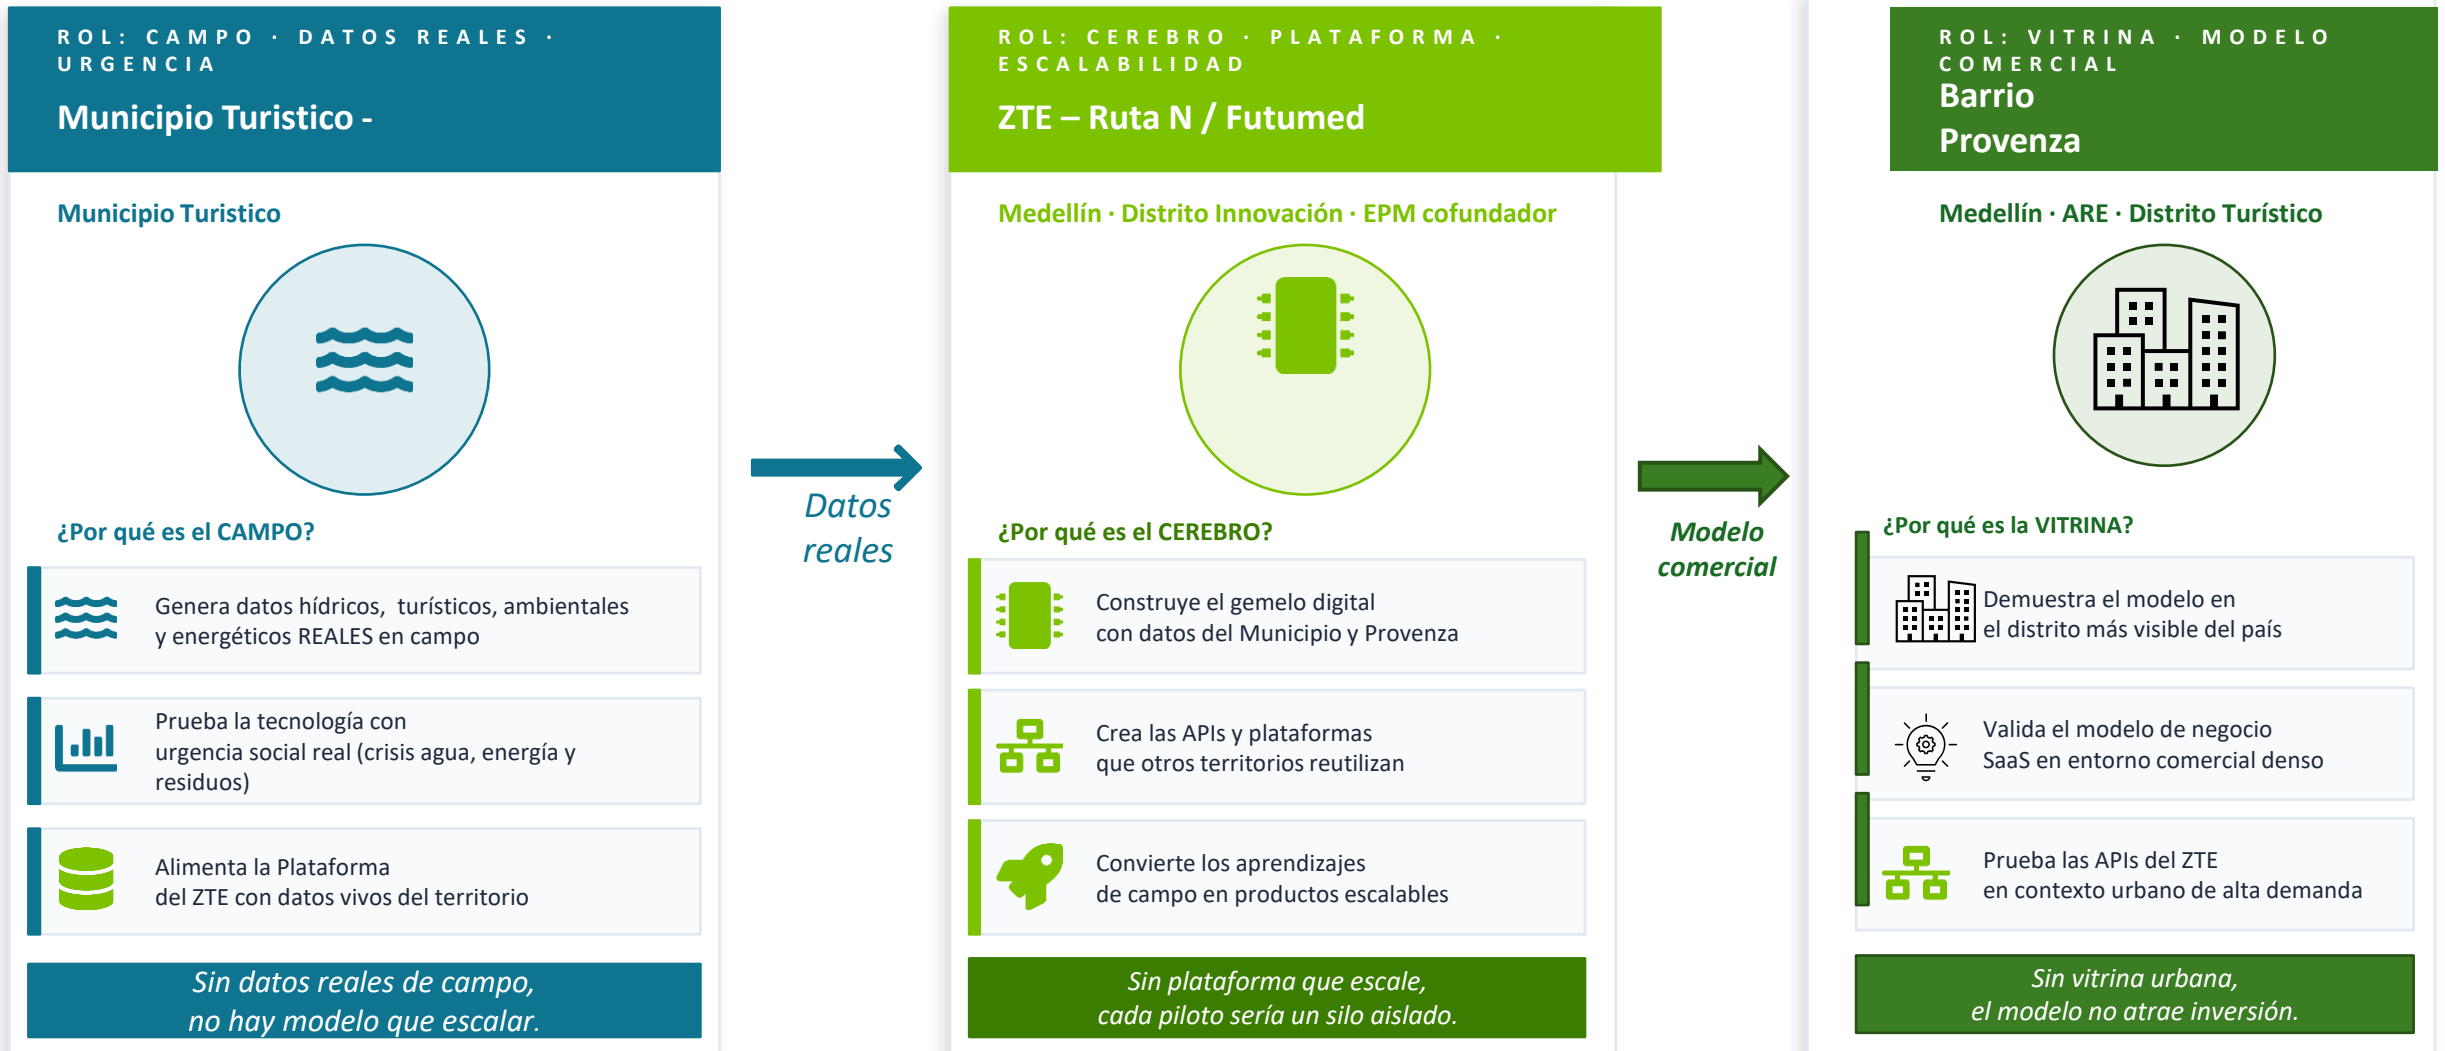 ROL: CAMPO · DATOS REALES ·
URGENCIA
Municipio Turistico -
Municipio Turistico
¿Por qué es el CAMPO?
Genera datos hídricos,  turísticos, ambientales
y energéticos REALES en campo
Prueba la tecnología con
urgencia social real (crisis agua, energía y
residuos)
Alimenta la Plataforma
del ZTE con datos vivos del territorio
Sin datos reales de campo,
no hay modelo que escalar.
Datos
reales
ROL: CEREBRO · PLATAFORMA ·
ESCALABILIDAD
ZTE – Ruta N / Futumed
Medellín · Distrito Innovación · EPM cofundador
¿Por qué es el CEREBRO?
Construye el gemelo digital
con datos del Municipio y Provenza
Crea las APIs y plataformas
que otros territorios reutilizan
Convierte los aprendizajes
de campo en productos escalables
Sin plataforma que escale,
cada piloto sería un silo aislado.
Modelo
comercial
ROL: VITRINA · MODELO
COMERCIAL
Barrio
Provenza
Medellín · ARE · Distrito Turístico
¿Por qué es la VITRINA?
Demuestra el modelo en
el distrito más visible del país
Valida el modelo de negocio
SaaS en entorno comercial denso
Prueba las APIs del ZTE
en contexto urbano de alta demanda
Sin vitrina urbana,
el modelo no atrae inversión.